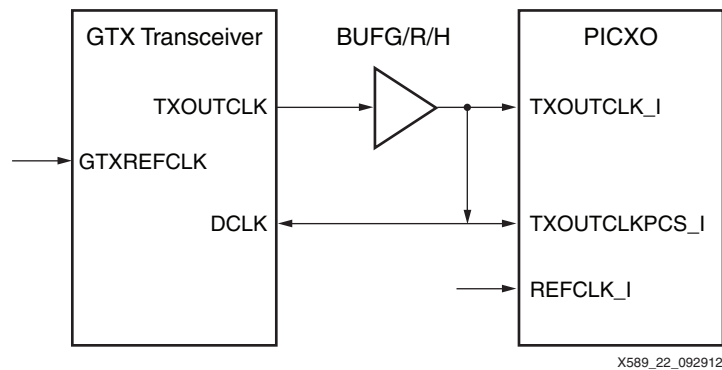 GTX Transceiver
BUFG/R/H
PICXO
TXOUTCLK
TXOUTCLK_I
GTXREFCLK
DCLK
TXOUTCLKPCS_I
REFCLK_I
X589_22_092912